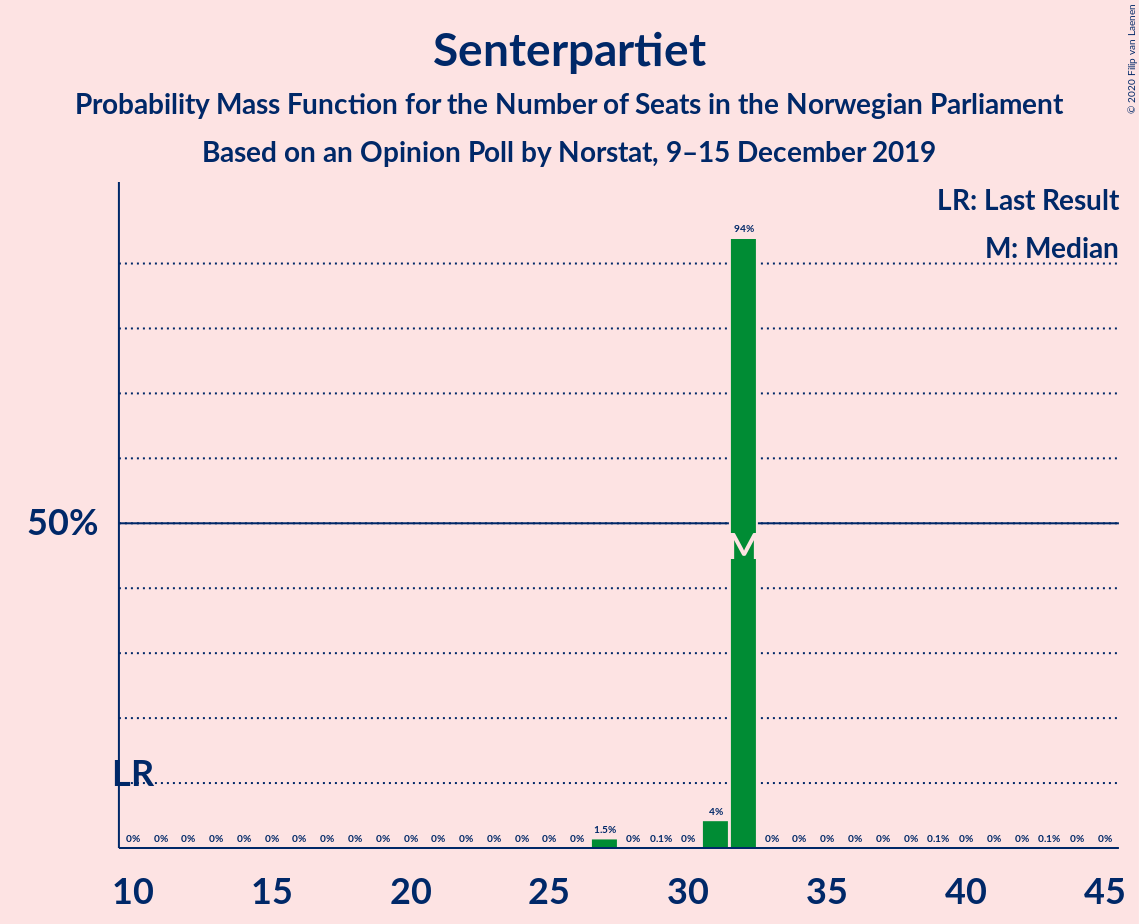 Senterpartiet
Probability Mass Function for the Number of Seats in the Norwegian Parliament
Based on an Opinion Poll by Norstat, 9–15 December 2019
© 2020 Filip van Laenen
LR: Last Result
M: Median
94%
50%
M
LR
4%
1.5%
0% 0% 0% 0% 0% 0% 0% 0% 0% 0% 0% 0% 0% 0% 0% 0% 0% 0% 0.1% 0% 0% 0% 0% 0% 0% 0% 0.1% 0% 0% 0% 0.1% 0% 0%
10 15 20 25 30 35 40 45